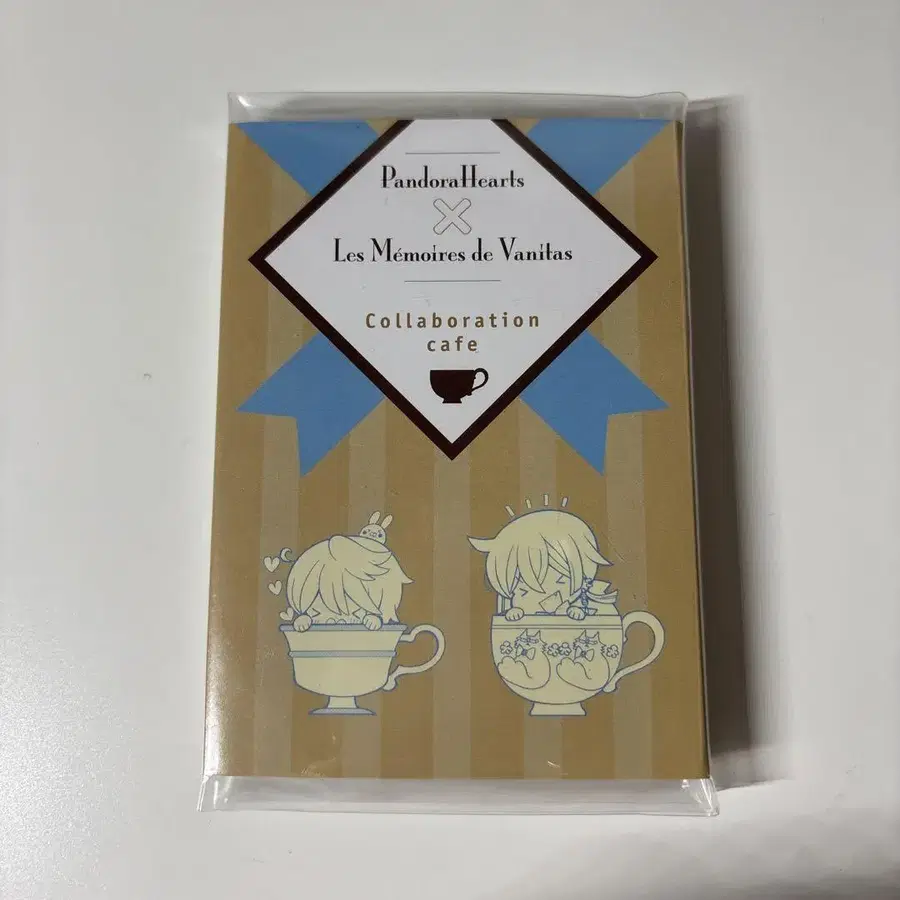 PandoraHearts
×
Les Mémoires de Vanitas
Collaboration
cafe